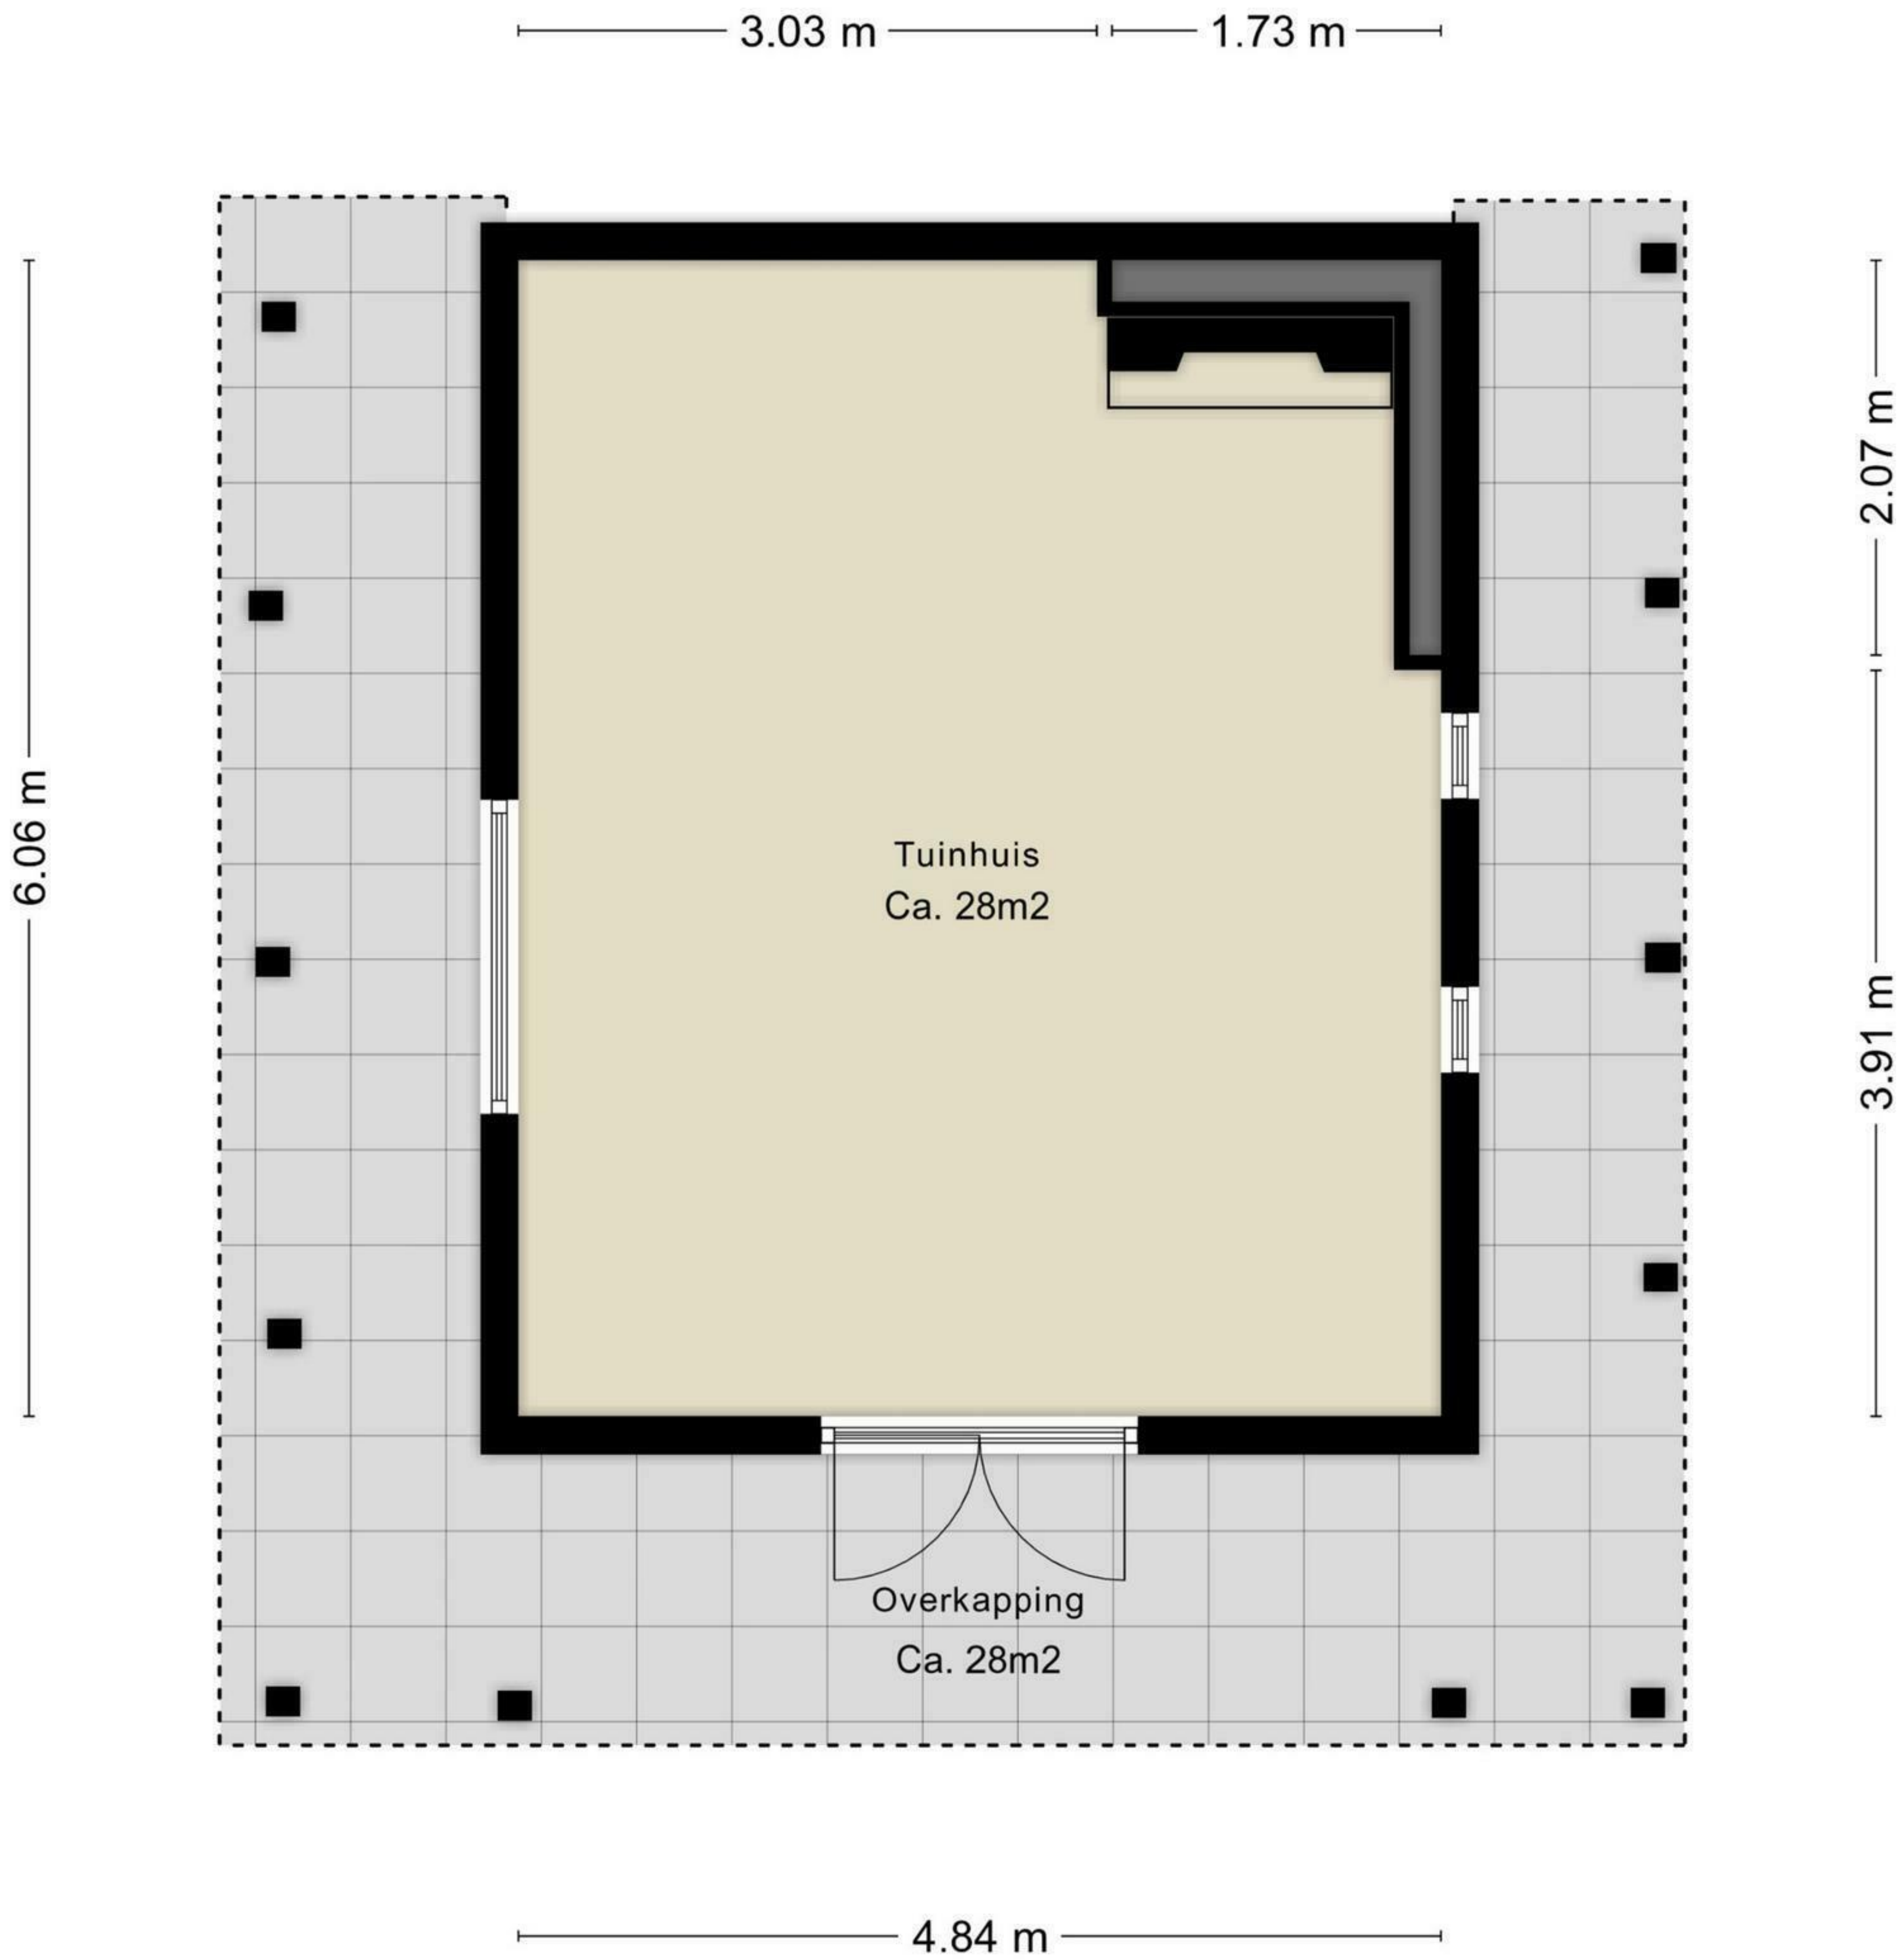 3.03 m
1.73 m
2.07 m
6.06 m
Tuinhuis
Ca. 28m2
3.91 m
Overkapping
Ca. 28m2
4.84 m